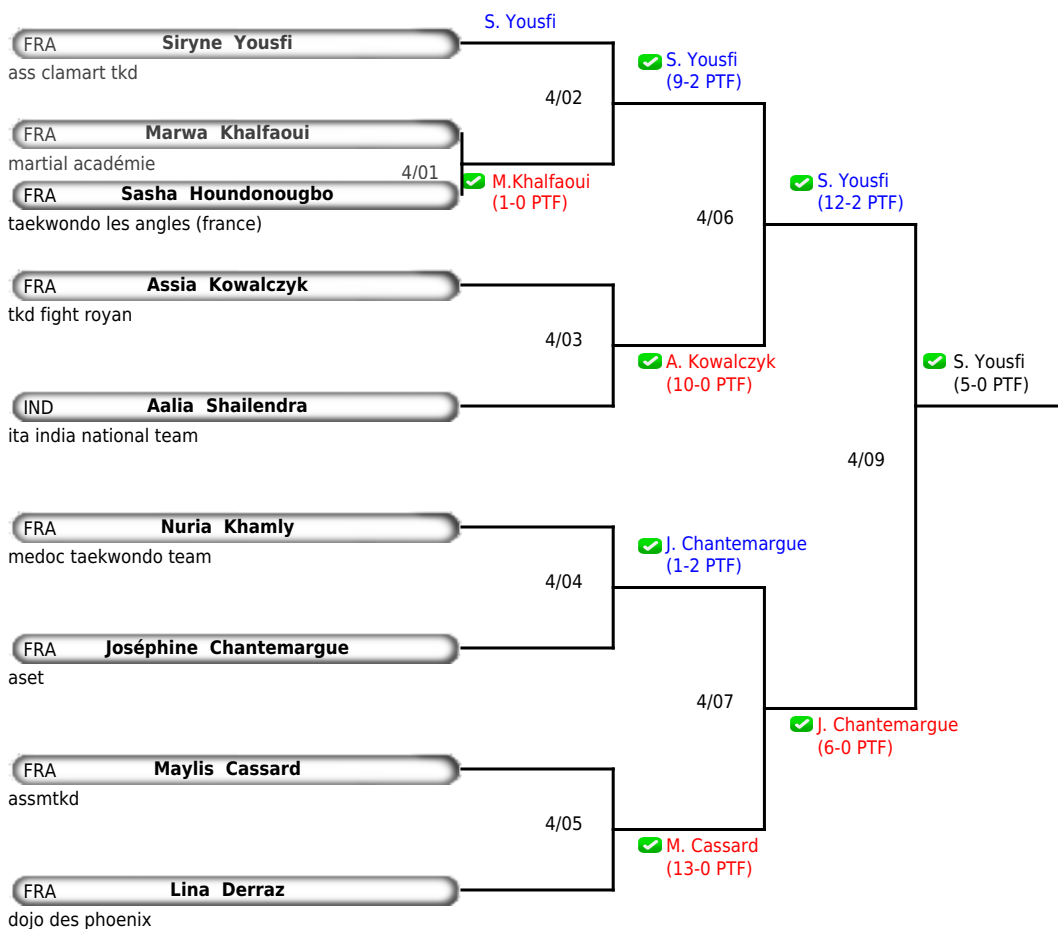 S. Yousfi
FRA Siryne Yousfi
ass clamart tkd
S. Yousfi
(9-2 PTF)
4/02
FRA Marwa Khalfaoui
martial académie
4/01
M.Khalfaoui
(1-0 PTF)
FRA Sasha Houndonougbo
taekwondo les angles (france)
S. Yousfi
(12-2 PTF)
4/06
FRA Assia Kowalczyk
tkd fight royan
4/03
A. Kowalczyk
(10-0 PTF)
S. Yousfi
(5-0 PTF)
IND Aalia Shailendra
ita india national team
4/09
FRA Nuria Khamly
medoc taekwondo team
J. Chantemargue
(1-2 PTF)
4/04
FRA Joséphine Chantemargue
aset
4/07
J. Chantemargue
(6-0 PTF)
FRA Maylis Cassard
assmtkd
4/05
M. Cassard
(13-0 PTF)
FRA Lina Derraz
dojo des phoenix